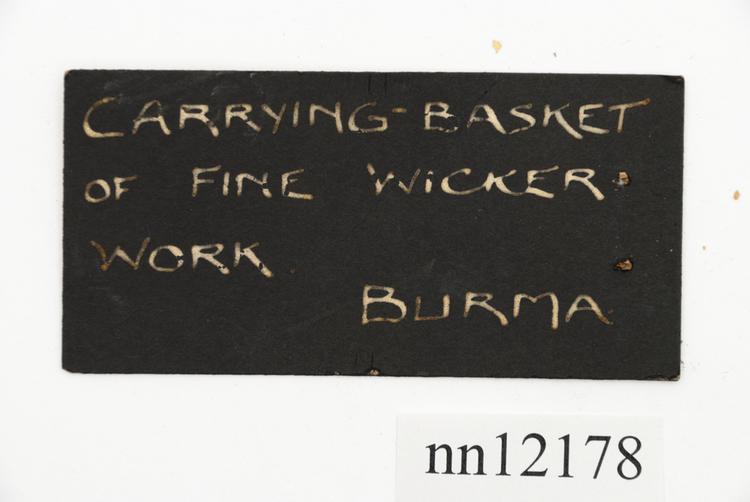 CARRYING-BASKET
OF FINE WICKER-
WORK.
BURMA
nn12178